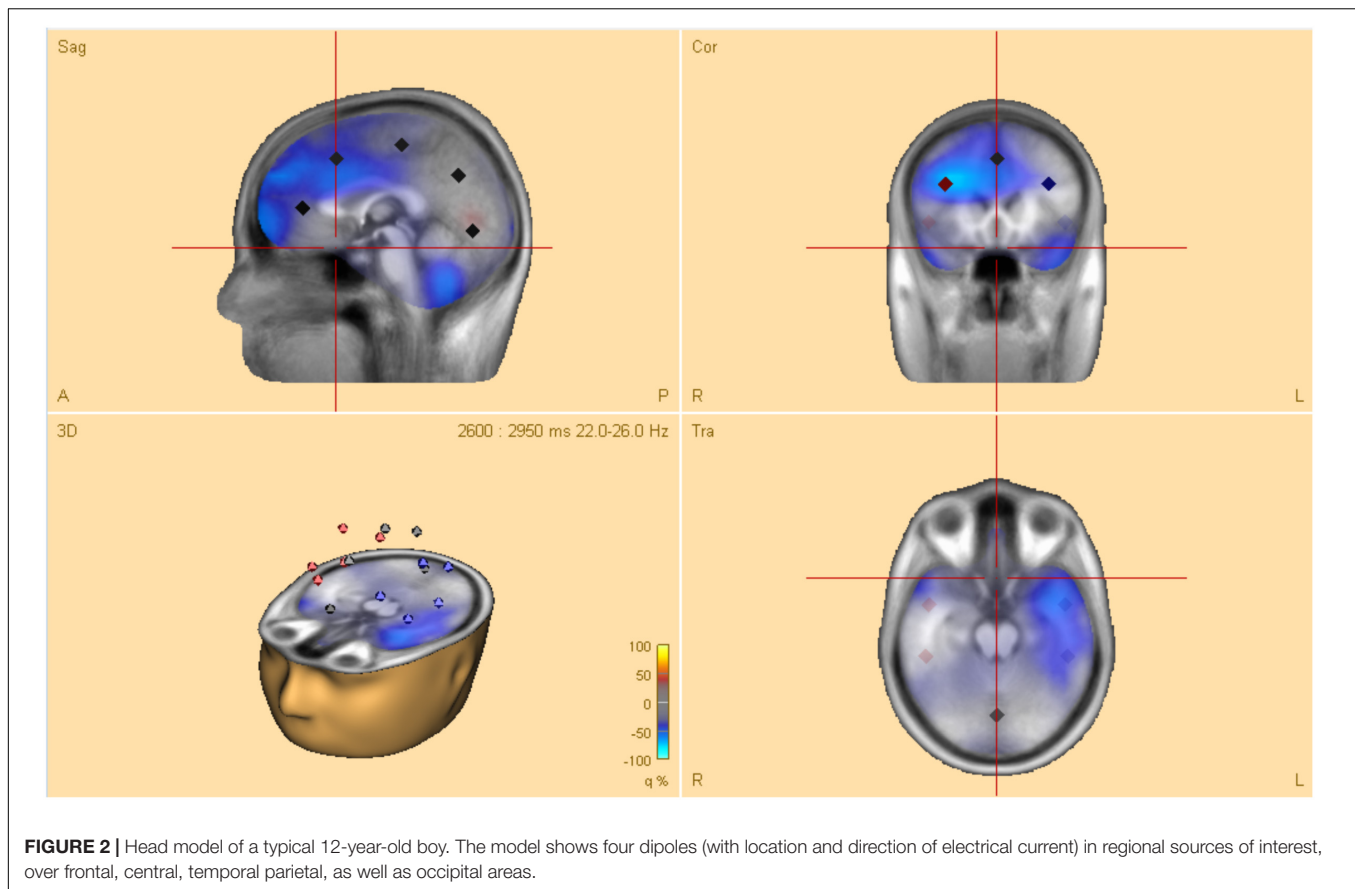 Sag
A P
Cor
R L
3D 2600 : 2950 ms 22.0-26.0 Hz
100
50
0
-50
-100
q %
Tra
R L
FIGURE 2 | Head model of a typical 12-year-old boy. The model shows four dipoles (with location and direction of electrical current) in regional sources of interest,
over frontal, central, temporal parietal, as well as occipital areas.